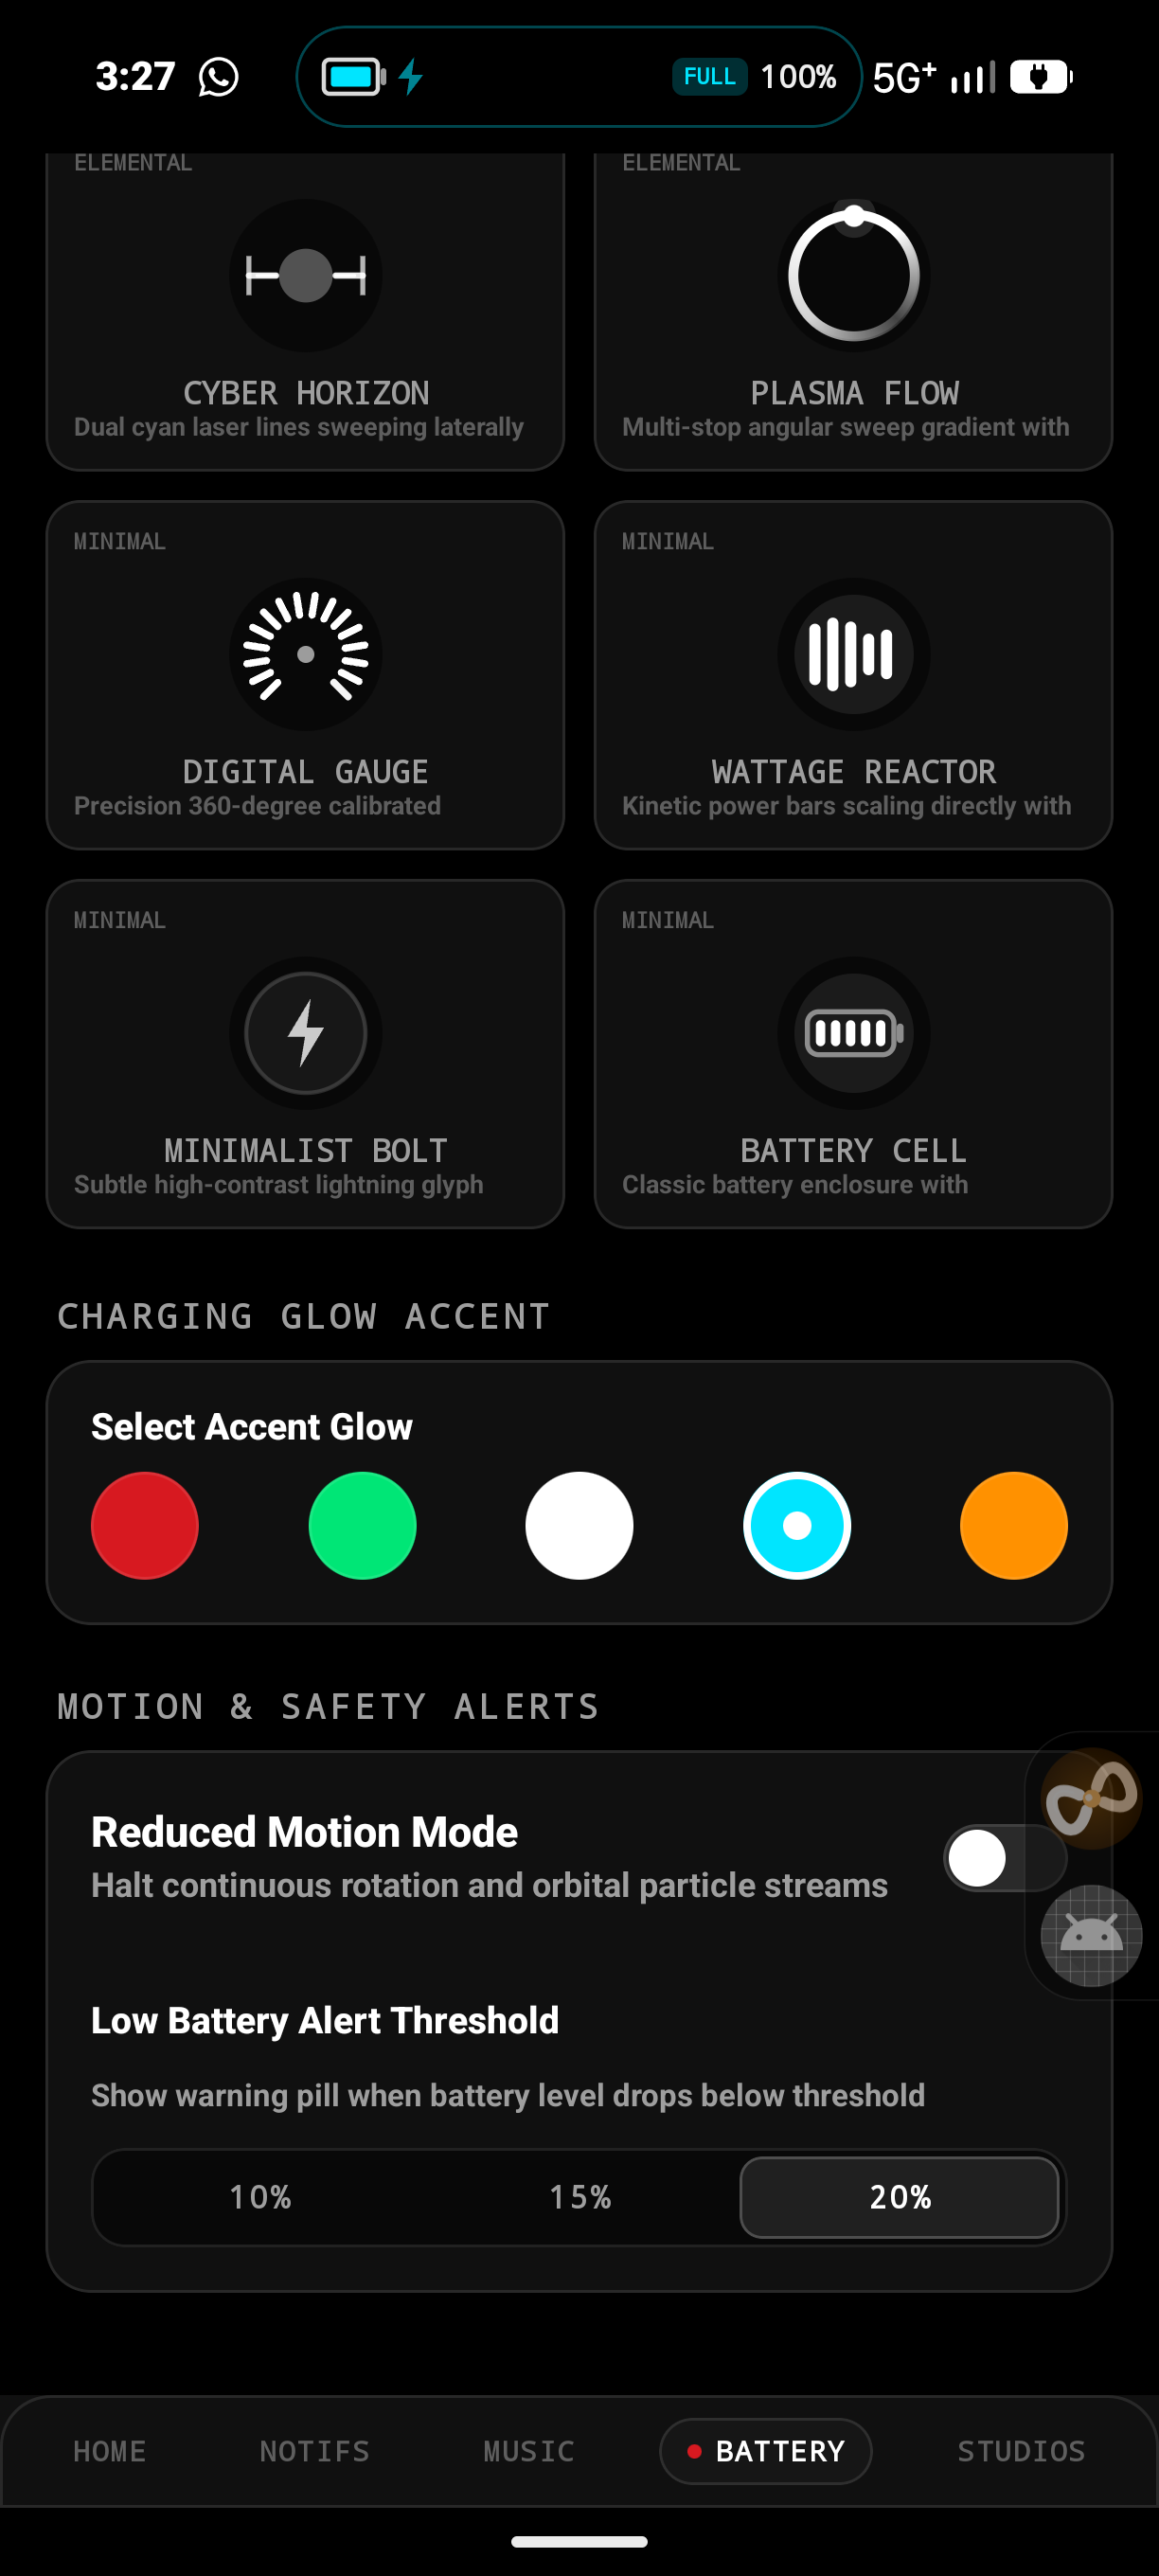 3:27 FULL 100% 5G+
ELEMENTAL ELEMENTAL
CYBER HORIZON PLASMA FLOW
Dual cyan laser lines sweeping laterally Multi-stop angular sweep gradient with
MINIMAL MINIMAL
DIGITAL GAUGE WATTAGE REACTOR
Precision 360-degree calibrated Kinetic power bars scaling directly with
MINIMAL MINIMAL
MINIMALIST BOLT BATTERY CELL
Subtle high-contrast lightning glyph Classic battery enclosure with
CHARGING GLOW ACCENT
Select Accent Glow
MOTION & SAFETY ALERTS
Reduced Motion Mode
Halt continuous rotation and orbital particle streams
Low Battery Alert Threshold
Show warning pill when battery level drops below threshold
10% 15% 20%
HOME NOTIFS MUSIC BATTERY STUDIOS